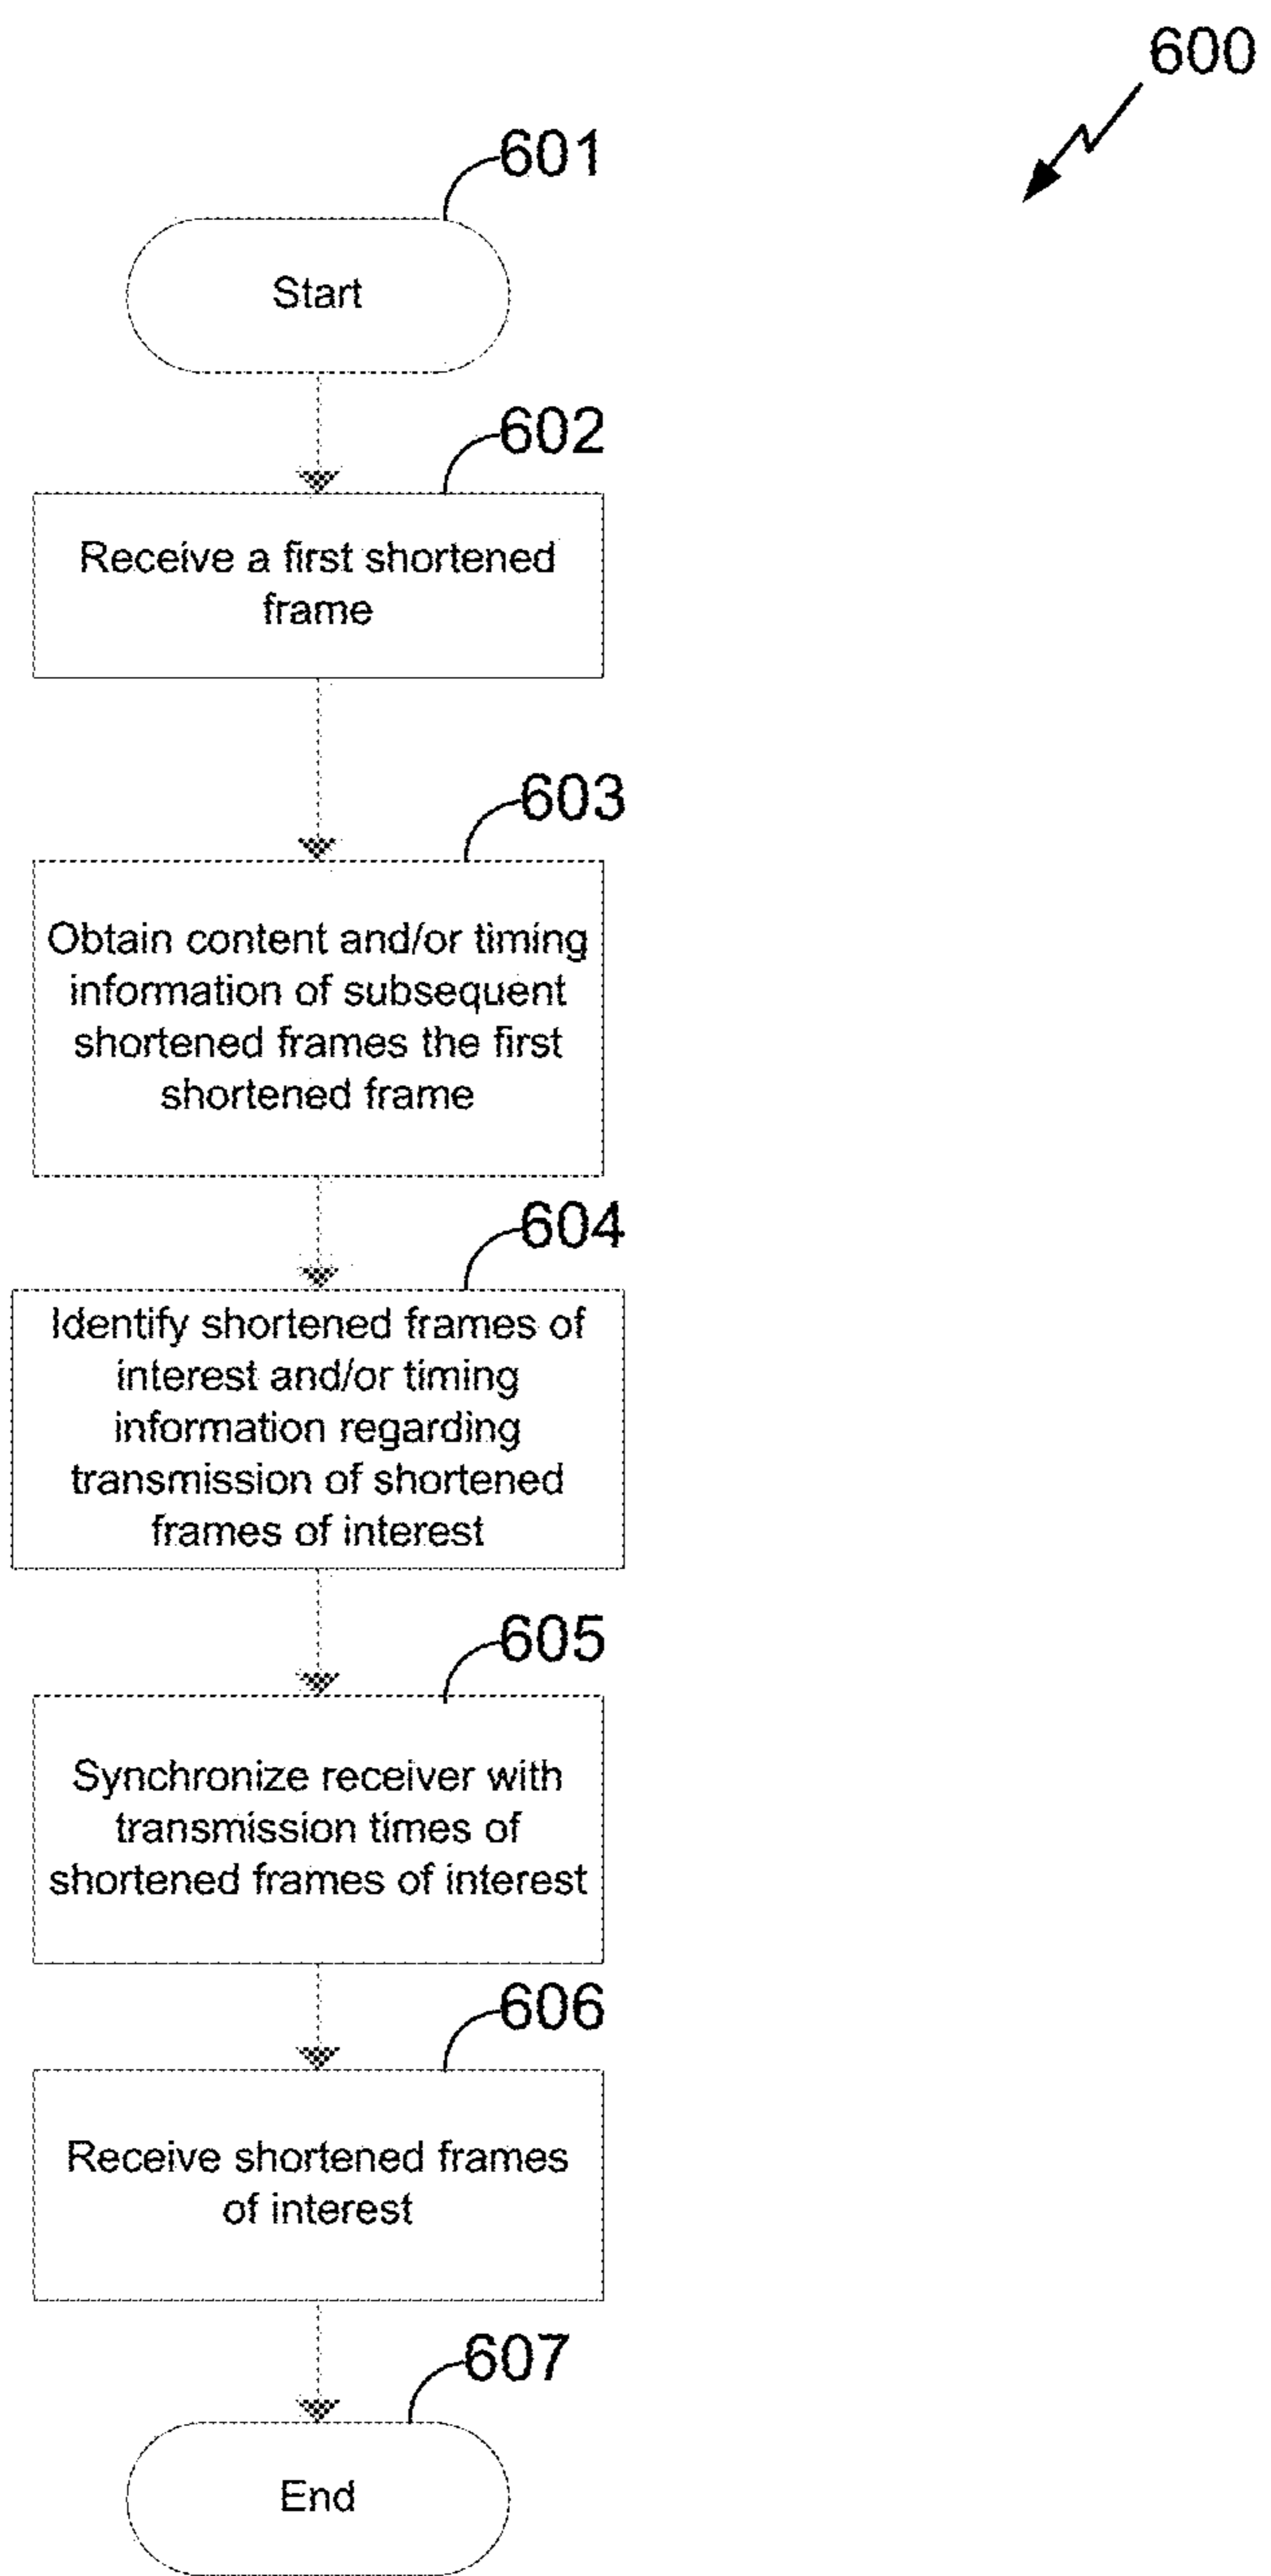 600
601
Start
602
Receive a first shortened
frame
603
Obtain content and/or timing
information of subsequent
shortened frames the first
shortened frame
604
Identify shortened frames of
interest and/or timing
information regarding
transmission of shortened
frames of interest
605
Synchronize receiver with
transmission times of
shortened frames of interest
606
Receive shortened frames
of interest
607
End